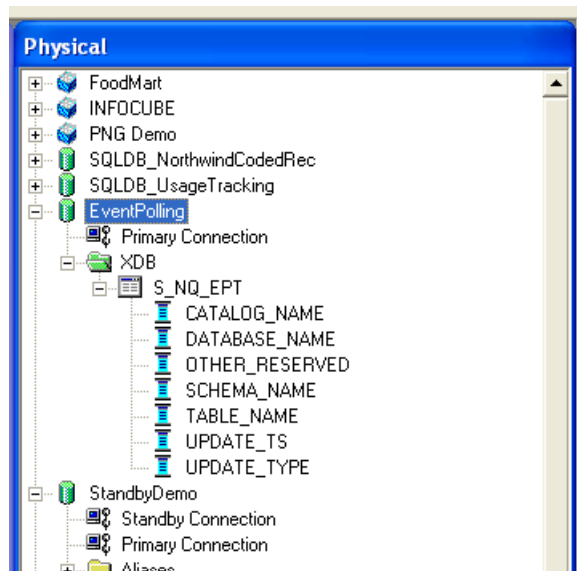 Physical
FoodMart
INFOCUBE
PNG Demo
SQLDB_NorthwindCodedRec
SQLDB_UsageTracking
EventPolling
Primary Connection
XDB
S_NQ_EPT
CATALOG_NAME
DATABASE_NAME
OTHER_RESERVED
SCHEMA_NAME
TABLE_NAME
UPDATE_TS
UPDATE_TYPE
StandbyDemo
Standby Connection
Primary Connection
Aliases